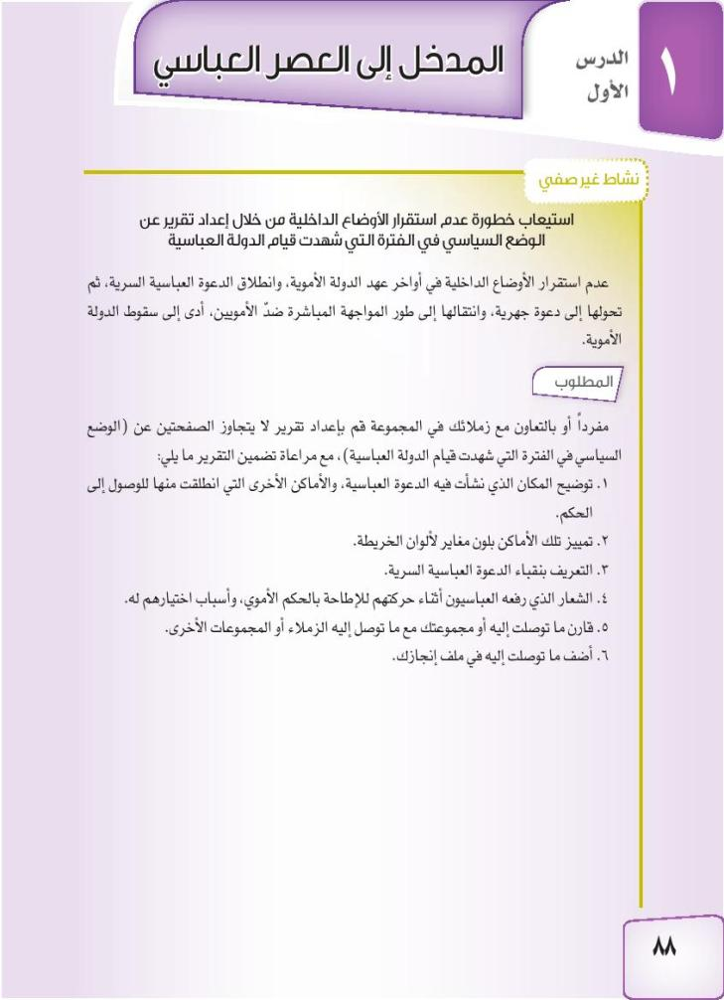 ١
الدرس
الأول
المدخل إلى العصر العباسي
نشاط غير صفي
استيعاب خطورة عدم استقرار الأوضاع الداخلية من خلال إعداد تقرير عن
الوضع السياسي في الفترة التي شهدت قيام الدولة العباسية
عدم استقرار الأوضاع الداخلية في أواخر عهد الدولة الأموية، وانطلاق الدعوة العباسية السرية، ثم
تحولها إلى دعوة جهرية، وانتقالها إلى طور المواجهة المباشرة ضدّ الأمويين، أدى إلى سقوط الدولة
الأموية.
المطلوب
مفرداً أو بالتعاون مع زملائك في المجموعة قم بإعداد تقرير لا يتجاوز الصفحتين عن (الوضع
السياسي في الفترة التي شهدت قيام الدولة العباسية)، مع مراعاة تضمين التقرير ما يلي:
١. توضيح المكان الذي نشأت فيه الدعوة العباسية، والأماكن الأخرى التي انطلقت منها للوصول إلى
الحكم.
٢. تمييز تلك الأماكن بلون مغاير لألوان الخريطة.
٣. التعريف بنقباء الدعوة العباسية السرية.
٤. الشعار الذي رفعه العباسيون أثناء حركتهم للإطاحة بالحكم الأموي، وأسباب اختيارهم له.
٥. قارن ما توصلت إليه أو مجموعتك مع ما توصل إليه الزملاء أو المجموعات الأخرى.
٦. أضف ما توصلت إليه في ملف إنجازك.
٨٨